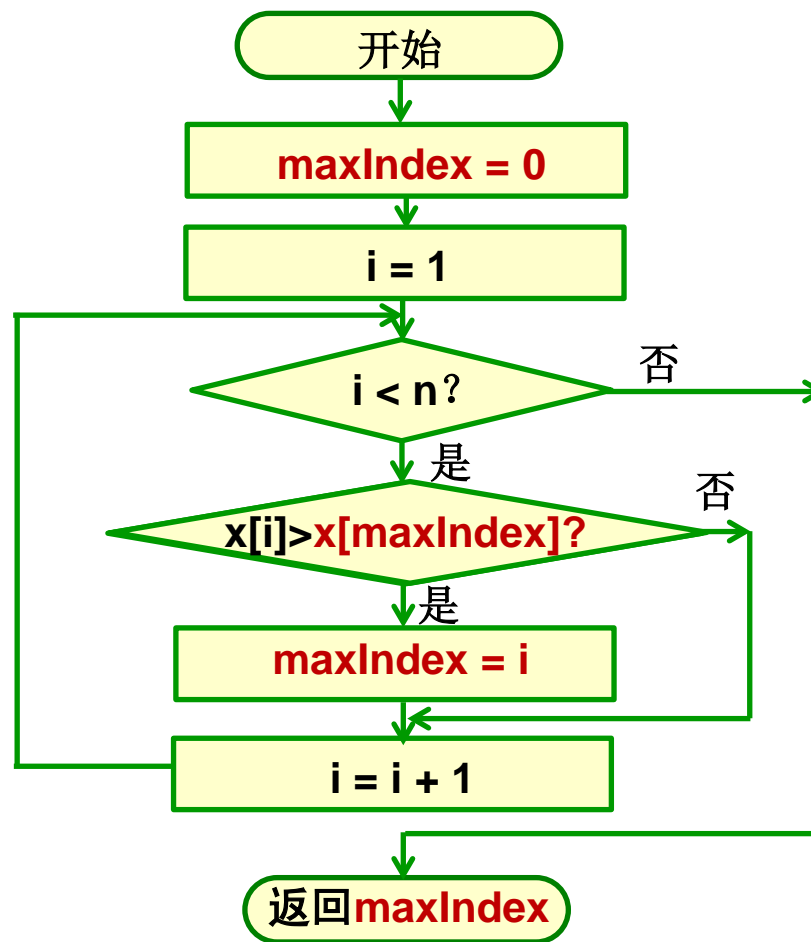 开始
maxIndex = 0
i = 1
i < n？
否
是
x[i]>x[maxIndex]?
否
是
maxIndex = i
i = i + 1
返回maxIndex